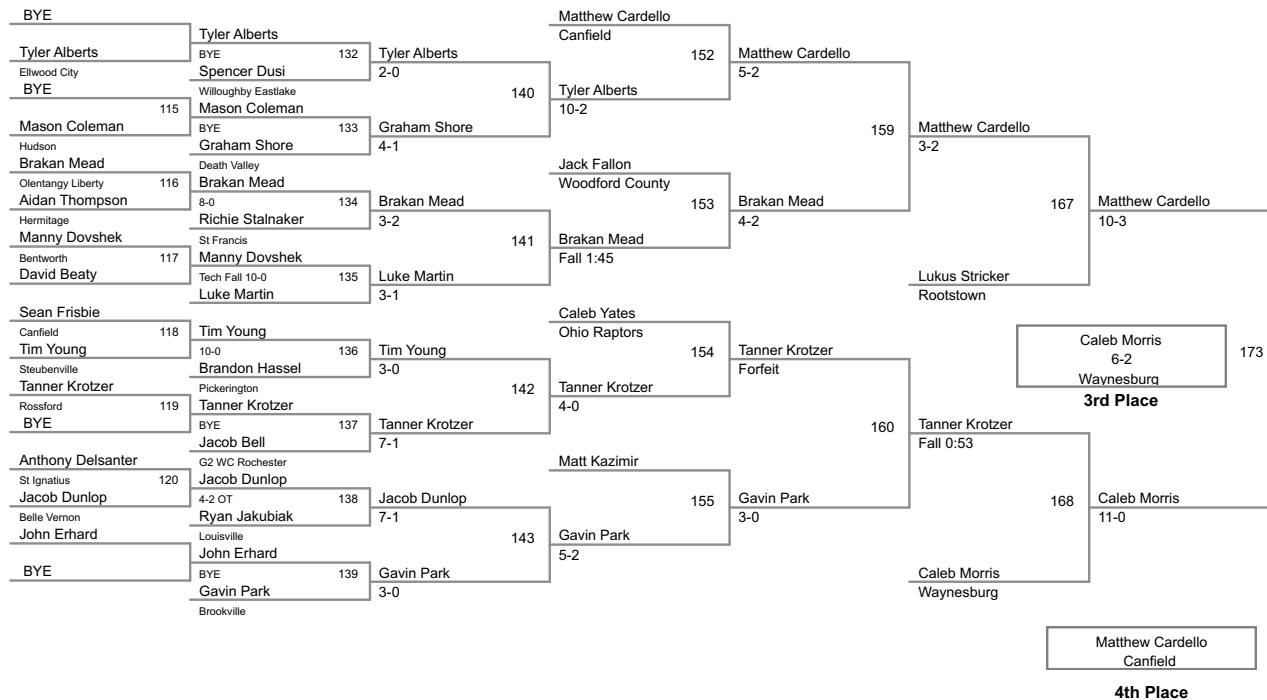 BYE
Tyler Alberts
Ellwood City
BYE
115
Mason Coleman
Hudson
Brakan Mead
Olentangy Liberty
116
Aidan Thompson
Hermitage
Manny Dovshek
Bentworth
117
David Beaty
Sean Frisbie
Canfield
118
Tim Young
Steubenville
Tanner Krotzer
Rossford
119
BYE
Anthony Delsanter
St Ignatius
120
Jacob Dunlop
Belle Vernon
John Erhard
BYE
Tyler Alberts
BYE
132
Spencer Dusi
Willoughby Eastlake
Mason Coleman
BYE
133
Graham Shore
Death Valley
Brakan Mead
8-0
134
Richie Stalnaker
St Francis
Manny Dovshek
Tech Fall 10-0
135
Luke Martin
Tim Young
10-0
136
Brandon Hassel
Pickerington
Tanner Krotzer
BYE
137
Jacob Bell
G2 WC Rochester
Jacob Dunlop
4-2 OT
138
Ryan Jakubiak
Louisville
John Erhard
BYE
139
Gavin Park
Brookville
Tyler Alberts
2-0
140
Graham Shore
4-1
Brakan Mead
3-2
141
Luke Martin
3-1
Tim Young
3-0
142
Tanner Krotzer
7-1
Jacob Dunlop
7-1
143
Gavin Park
3-0
Matthew Cardello
Canfield
152
Tyler Alberts
10-2
Jack Fallon
Woodford County
153
Brakan Mead
Fall 1:45
Caleb Yates
Ohio Raptors
154
Tanner Krotzer
4-0
Matt Kazimir
155
Gavin Park
5-2
Matthew Cardello
5-2
159
Brakan Mead
4-2
Tanner Krotzer
Forfeit
160
Gavin Park
3-0
Matthew Cardello
3-2
167
Lukus Stricker
Rootstown
Tanner Krotzer
Fall 0:53
168
Caleb Morris
Waynesburg
Matthew Cardello
10-3
Caleb Morris
6-2
173
Waynesburg
3rd Place
Caleb Morris
11-0
Matthew Cardello
Canfield
4th Place